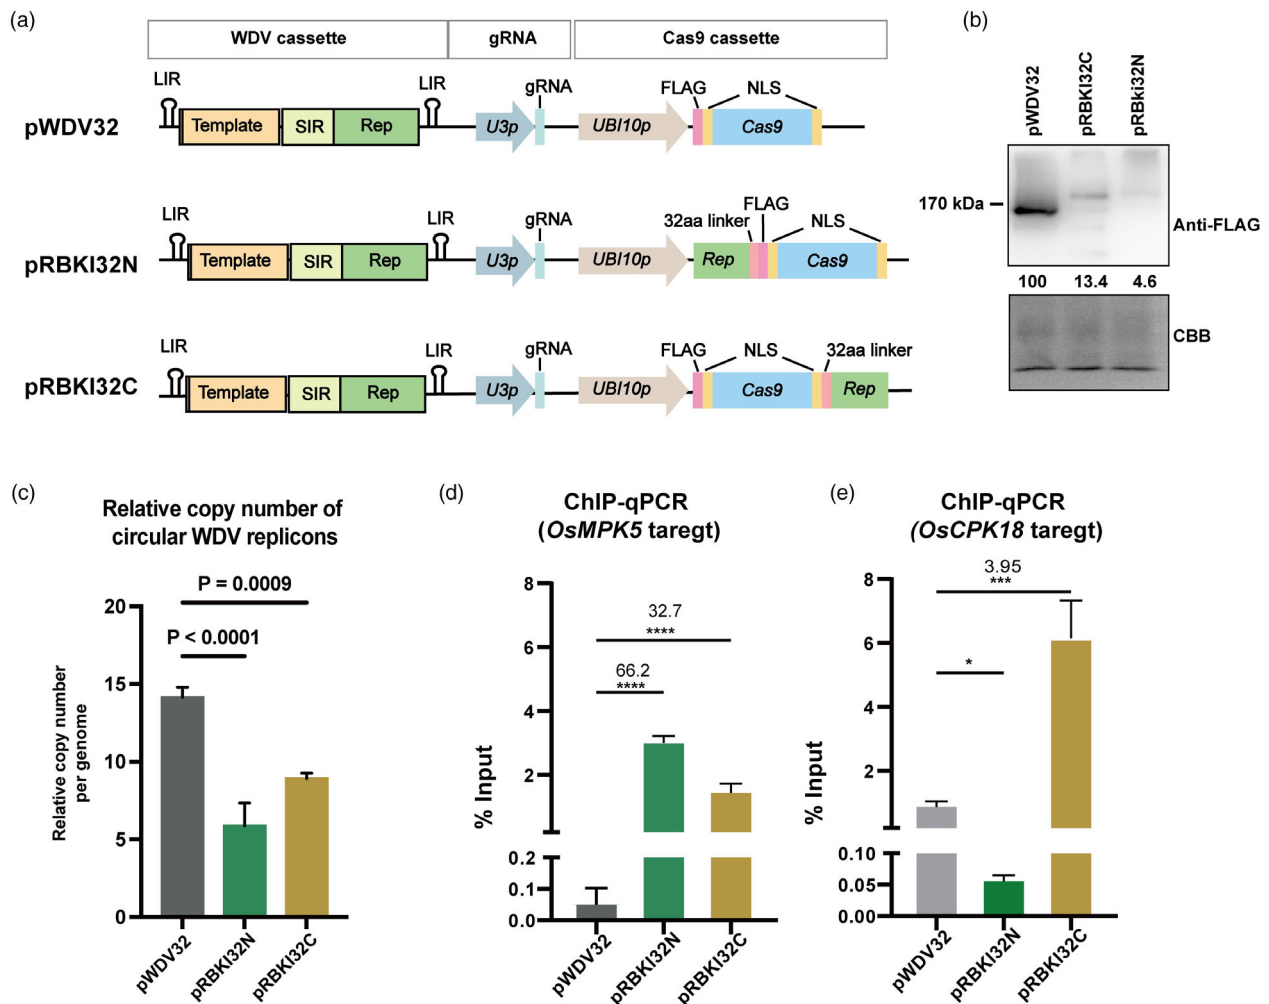 (a)
WDV cassette gRNA Cas9 cassette
LIR LIR gRNA FLAG NLS
pWDV32 Template SIR Rep U3p UBI10p Cas9
LIR LIR gRNA 32aa linker FLAG NLS
pRBKI32N Template SIR Rep U3p UBI10p Rep Cas9
LIR LIR gRNA FLAG NLS 32aa linker
pRBKI32C Template SIR Rep U3p UBI10p Cas9 Rep
(b)
pWDV32 pRBKI32C pRBki32N
170 kDa
Anti-FLAG
100 13.4 4.6
CBB
(c)
Relative copy number of
circular WDV replicons
P = 0.0009
P < 0.0001
Relative copy number
per genome
20
15
10
5
0
pWDV32 pRBKI32N pRBKI32C
(d)
ChIP-qPCR
(OsMPK5 taregt)
32.7
****
66.2
****
% Input
8
6
4
2
0.2
0.1
0.0
pWDV32 pRBKI32N pRBKI32C
(e)
ChIP-qPCR
(OsCPK18 taregt)
3.95
***
*
% Input
8
6
4
2
0.10
0.05
0.00
pWDV32 pRBKI32N pRBKI32C